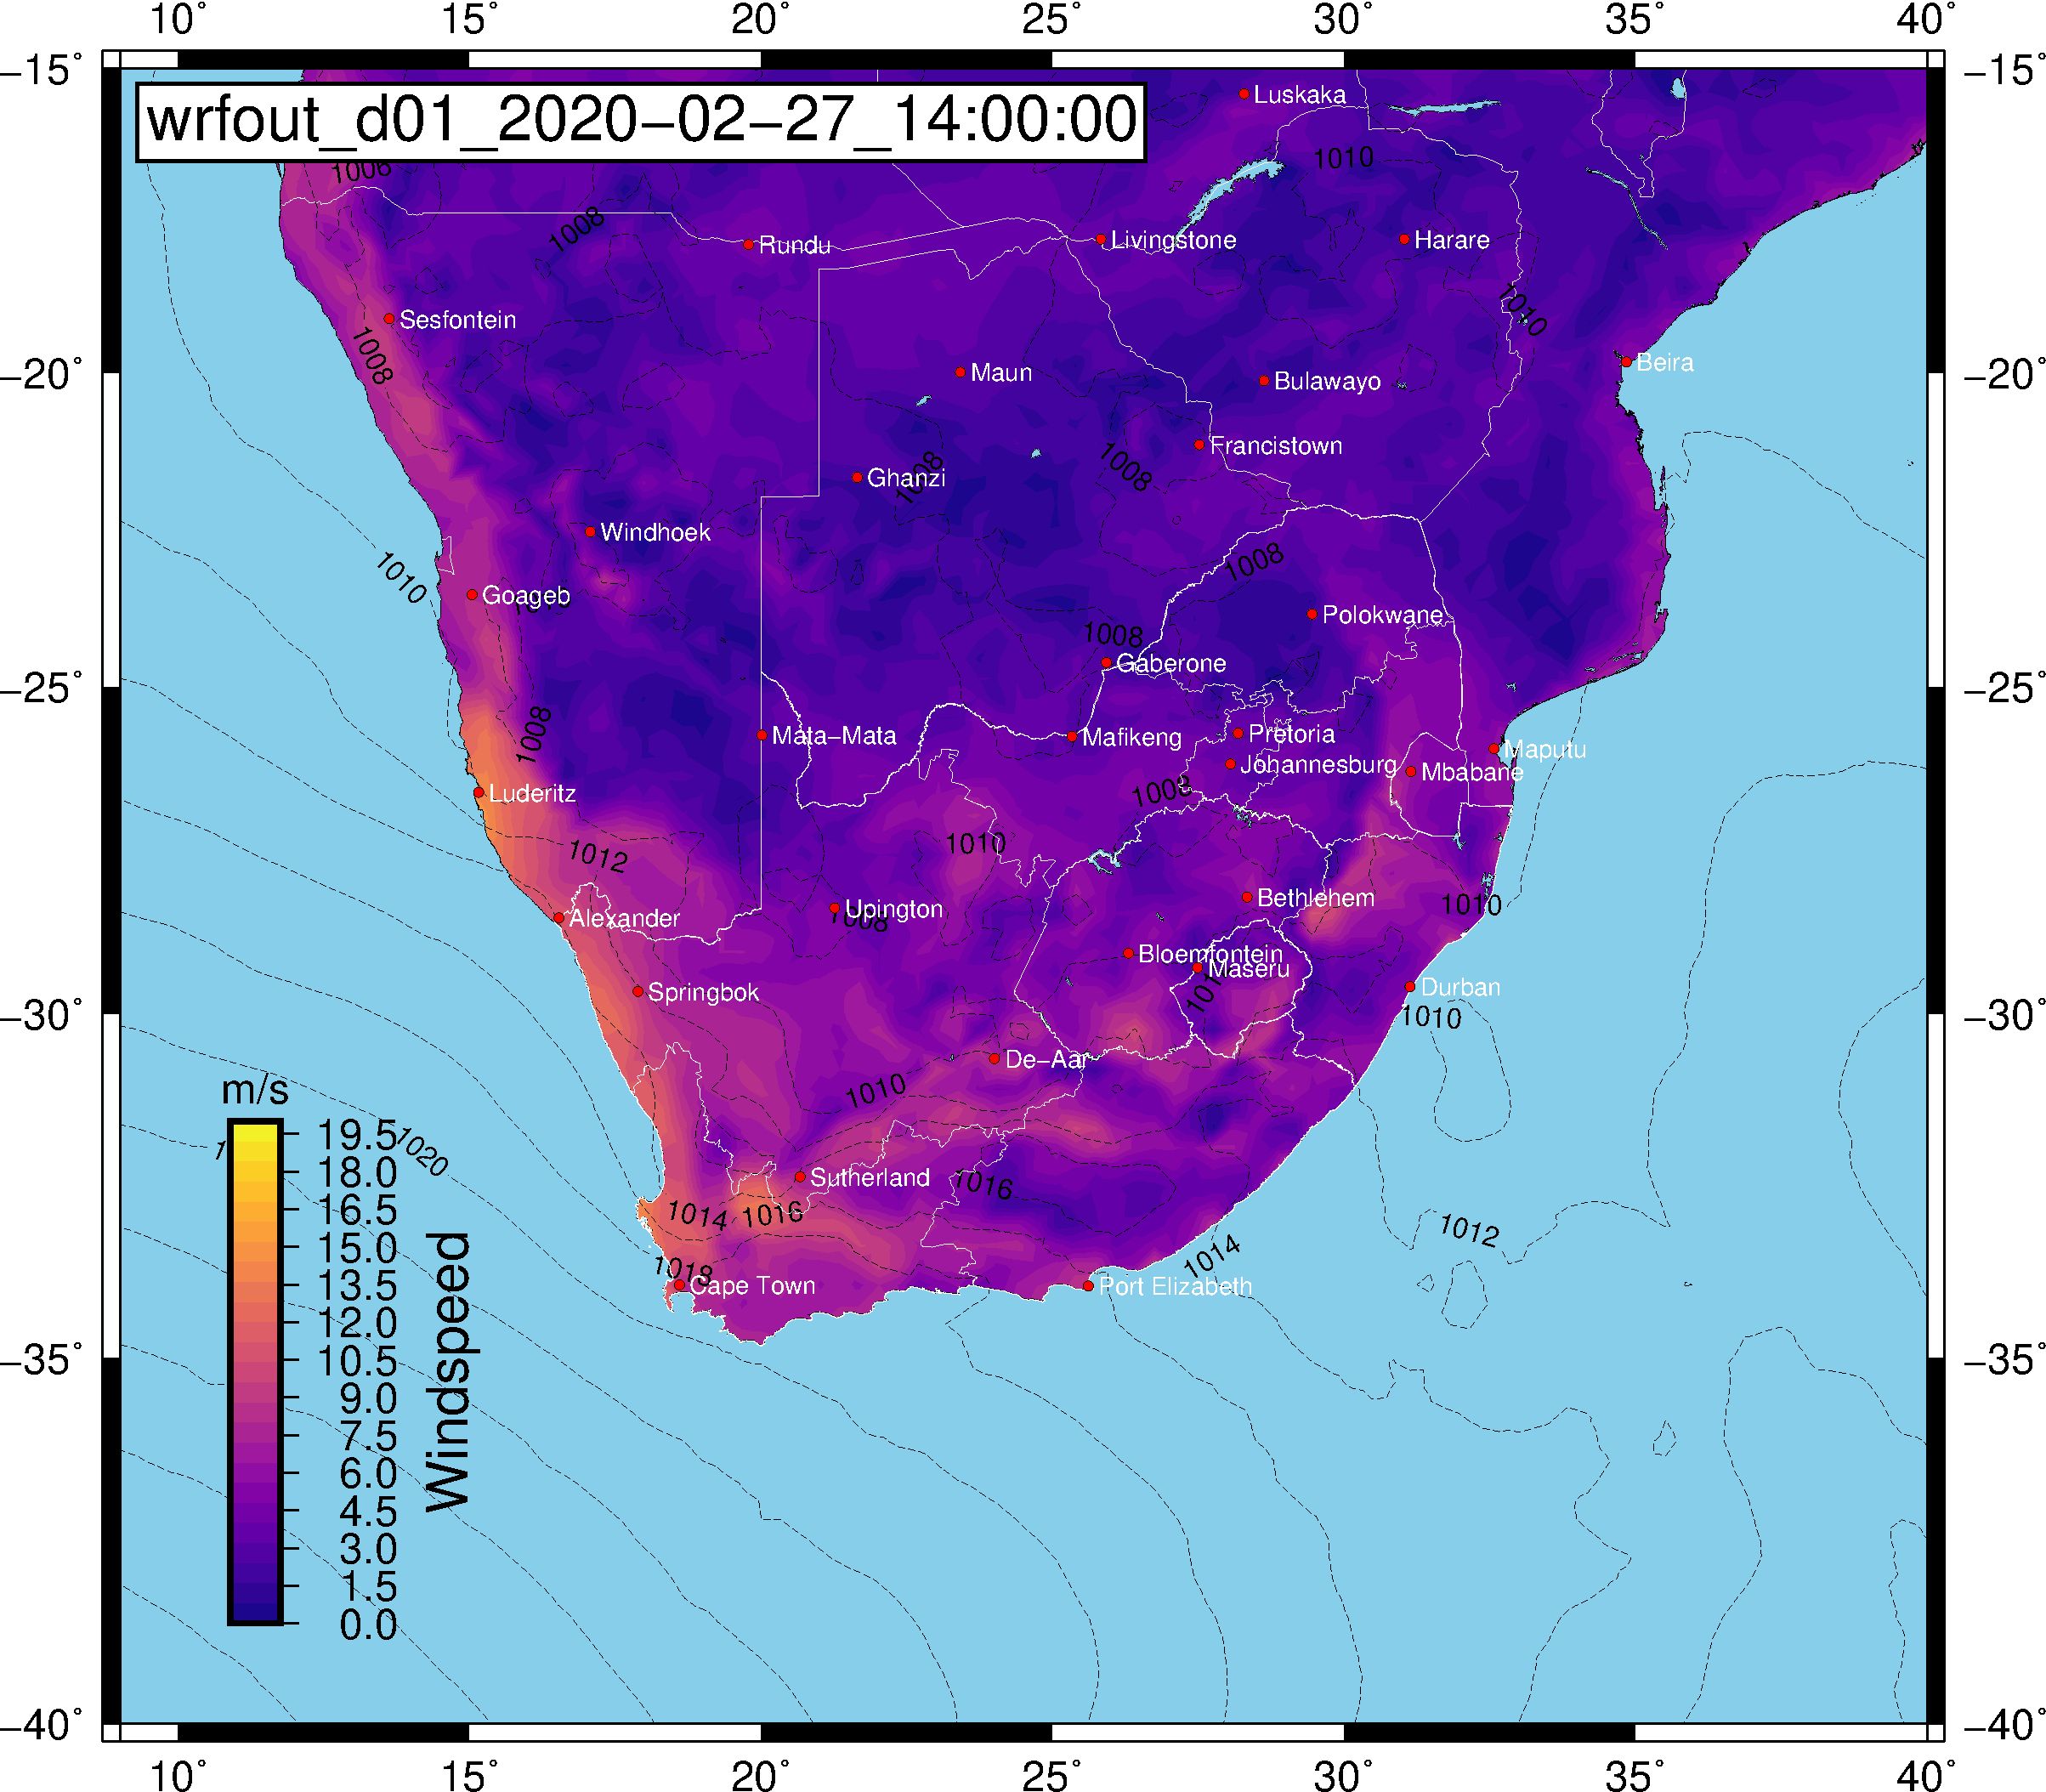 10° 15° 20° 25° 30° 35° 40°
−15° −15°
wrfout_d01_2020−02−27_14:00:00
Luskaka
1010
1006
1008
Rundu
Livingstone
Harare
1010
Sesfontein
1008
Beira
−20° −20°
Maun
Bulawayo
Francistown
1008
1008
Ghanzi
Windhoek
1008
1010
Goageb
Polokwane
1008
Gaberone
−25° −25°
1008
Mata−Mata
Mafikeng
Pretoria
Maputu
Johannesburg
Mbabane
Luderitz
1008
1010
1012
Bethlehem
1010
Alexander
Upington
1008
Bloemfontein
Maseru
Springbok
Durban
−30° −30°
1010
De−Aar
1010
m/s
1020
Sutherland
1016
1014
1016
1012
1014
1018
Cape Town
Port Elizabeth
−35° −35°
19.5
18.0
16.5
15.0
13.5
12.0
10.5
9.0
7.5
6.0
4.5
3.0
1.5
0.0
Windspeed
−40° −40°
10° 15° 20° 25° 30° 35° 40°